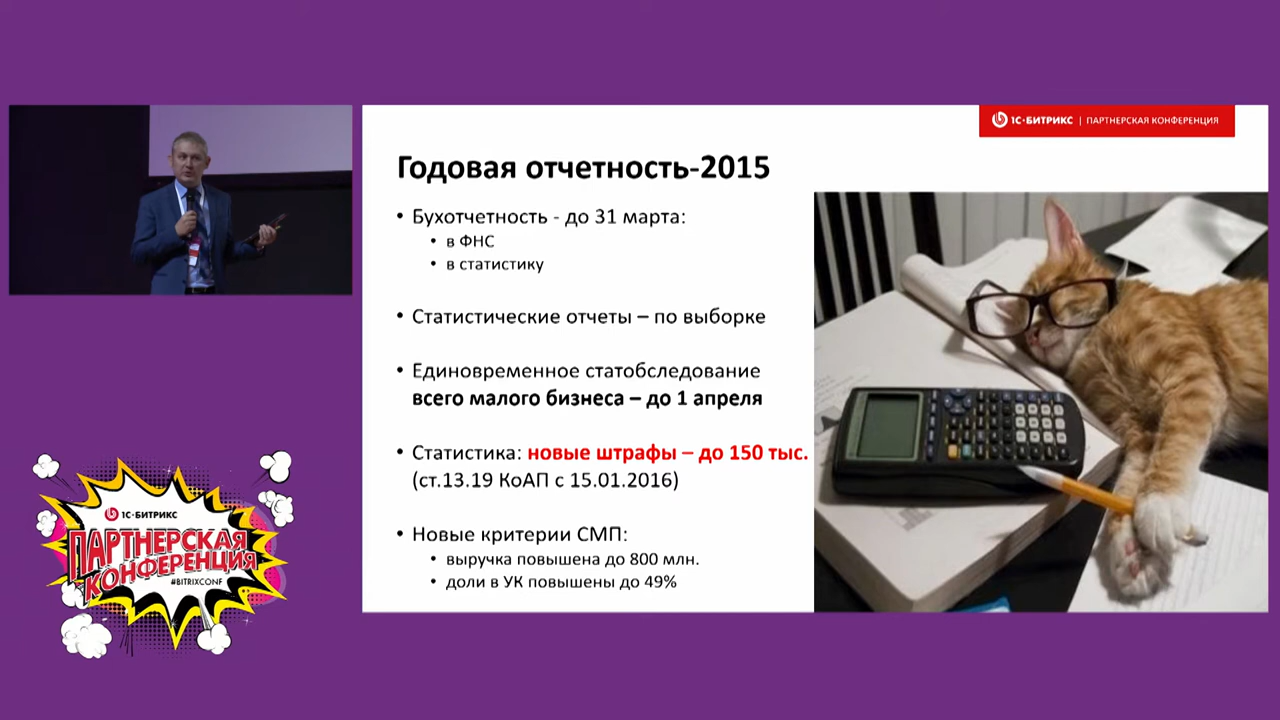 1С-БИТРИКС | ПАРТНЕРСКАЯ КОНФЕРЕНЦИЯ
Годовая отчетность-2015
• Бухотчетность - до 31 марта:
• в ФНС
• в статистику
• Статистические отчеты – по выборке
• Единовременное статобследование
всего малого бизнеса – до 1 апреля
• Статистика: новые штрафы – до 150 тыс.
(ст.13.19 КоАП с 15.01.2016)
• Новые критерии СМП:
• выручка повышена до 800 млн.
• доли в УК повышены до 49%
1С-БИТРИКС
ПАРТНЕРСКАЯ
КОНФЕРЕНЦИЯ
#BITRIXCONF